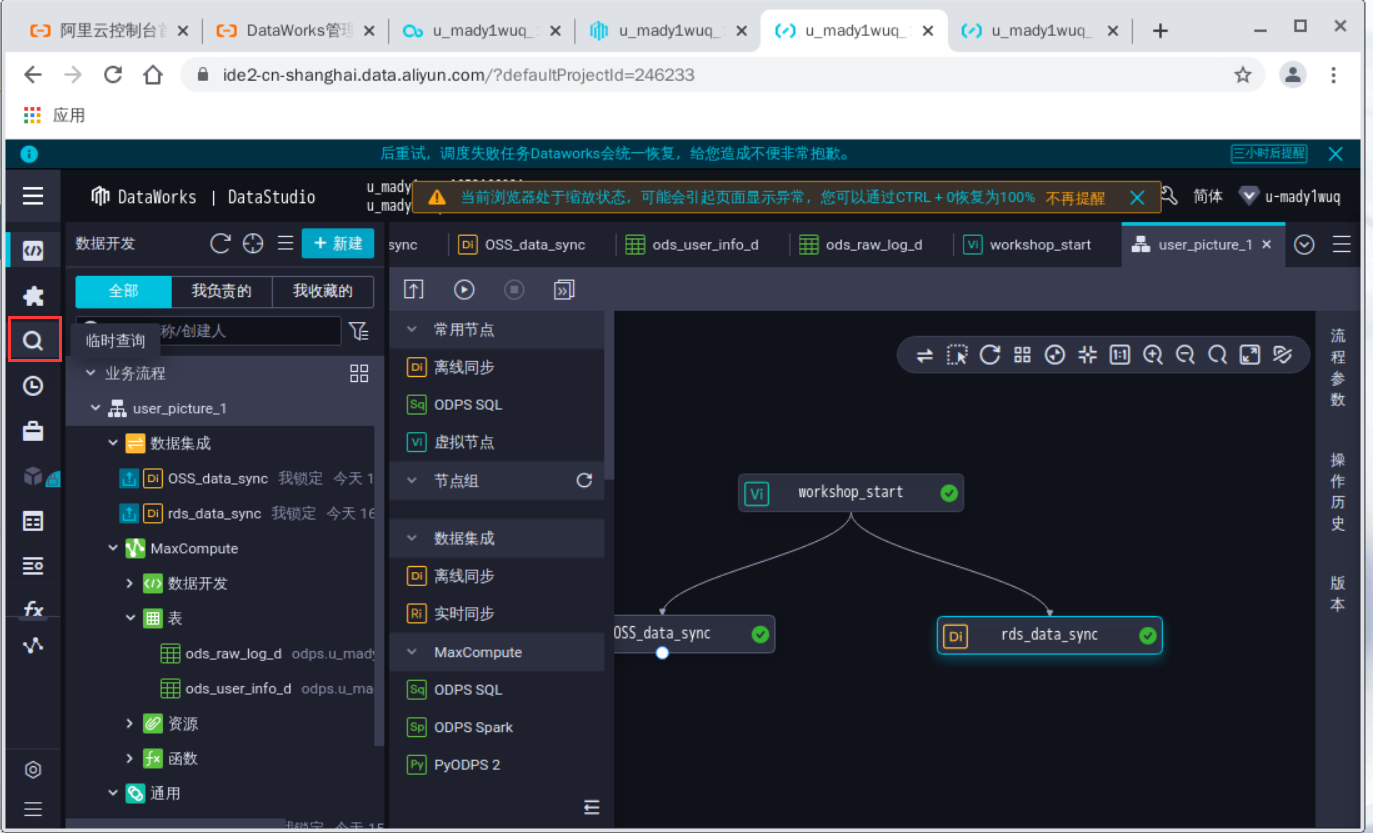 阿里云控制台首
DataWorks管理
u_mady1wuq_
u_mady1wuq_
u_mady1wuq_
u_mady1wuq_
ide2-cn-shanghai.data.aliyun.com/?defaultProjectId=246233
应用
后重试，调度失败任务Dataworks会统一恢复，给您造成不便非常抱歉。
三小时后提醒
DataWorks | DataStudio
u_mady
u_mady
当前浏览器处于缩放状态，可能会引起页面显示异常，您可以通过CTRL + 0恢复为100%
不再提醒
简体
u-mady1wuq
数据开发
新建
sync
Di OSS_data_sync
ods_user_info_d
ods_raw_log_d
Vi workshop_start
user_picture_1
全部
我负责的
我收藏的
称/创建人
临时查询
业务流程
user_picture_1
数据集成
Di OSS_data_sync 我锁定 今天 1
Di rds_data_sync 我锁定 今天 16
MaxCompute
数据开发
表
ods_raw_log_d odps.u_mady
ods_user_info_d odps.u_ma
资源
fx 函数
通用
我锁定 今天 15
fx
常用节点
Di 离线同步
Sq ODPS SQL
VI 虚拟节点
节点组
数据集成
Di 离线同步
Ri 实时同步
MaxCompute
Sq ODPS SQL
Sp ODPS Spark
Py PyODPS 2
1:1
Vi workshop_start
OSS_data_sync
Di rds_data_sync
流程参数
操作历史
版本